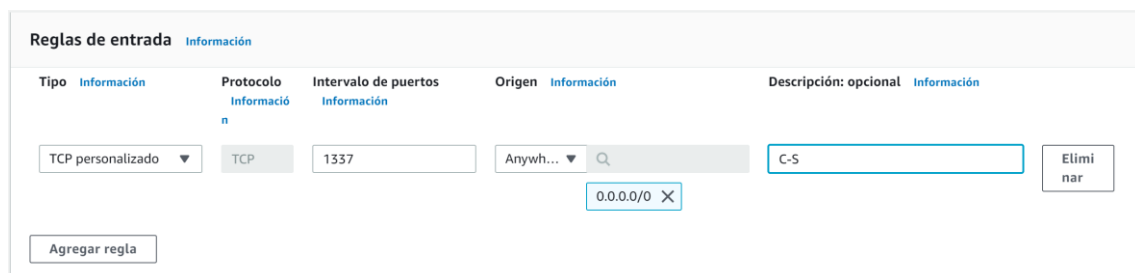 Reglas de entrada Información
Tipo Información Protocolo Informació n Intervalo de puertos Información Origen Información Descripción: opcional Información
TCP personalizado TCP 1337 Anywh... C-S Elimi nar
0.0.0.0/0
Agregar regla